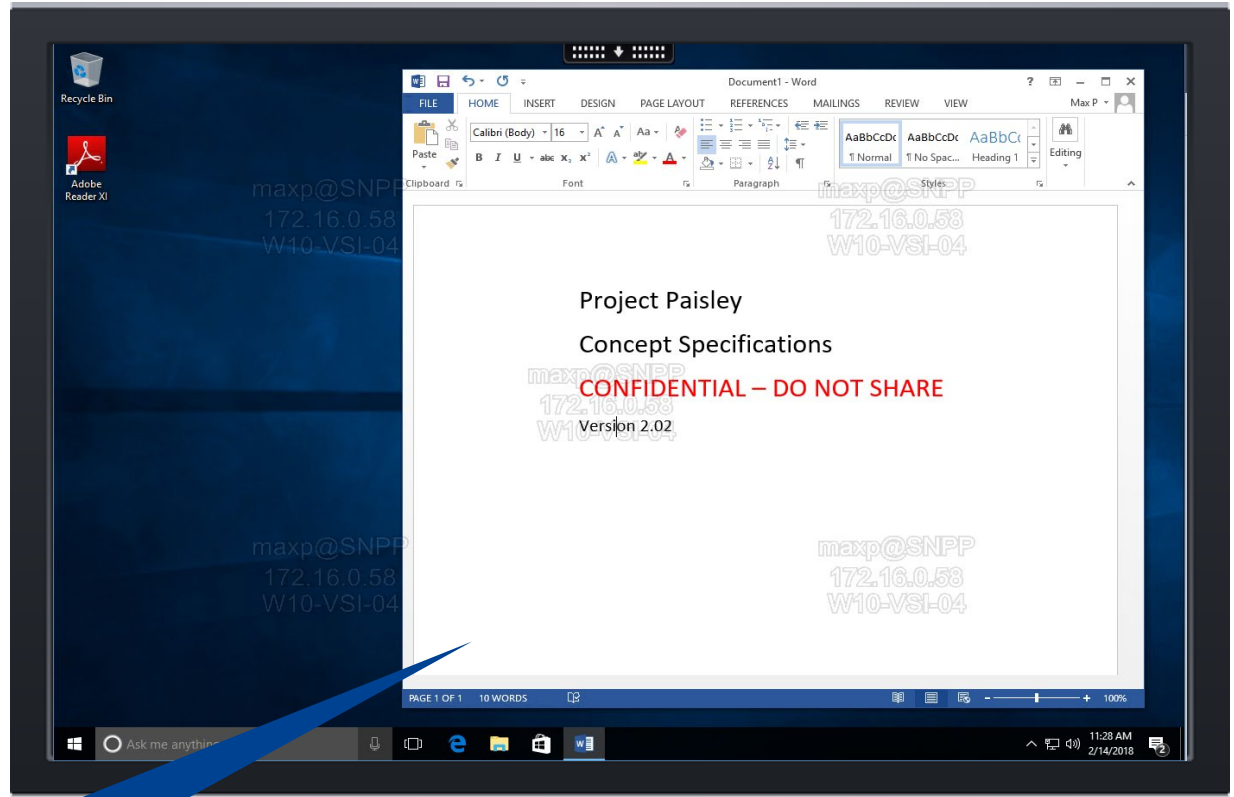 Recycle Bin
Adobe
Reader XI
Document1 - Word
?
FILE HOME INSERT DESIGN PAGE LAYOUT REFERENCES MAILINGS REVIEW VIEW Max P
Paste
Calibri (Body) 16 A A Aa
B I U abc X₂ X² A aby A
AaBbCcDc AaBbCcDc AaBbC
¶ Normal ¶ No Spac... Heading 1
Editing
Clipboard Font Paragraph Styles
maxp@SNPP
172.16.0.58
W10-VSI-04
maxp@SNPP
172.16.0.58
W10-VSI-04
Project Paisley
Concept Specifications
CONFIDENTIAL – DO NOT SHARE
Version 2.02
maxp@SNPP
172.16.0.58
W10-VSI-04
maxp@SNPP
172.16.0.58
W10-VSI-04
maxp@SNPP
172.16.0.58
W10-VSI-04
PAGE 1 OF 1 10 WORDS 100%
Ask me anything
11:28 AM
2/14/2018
2